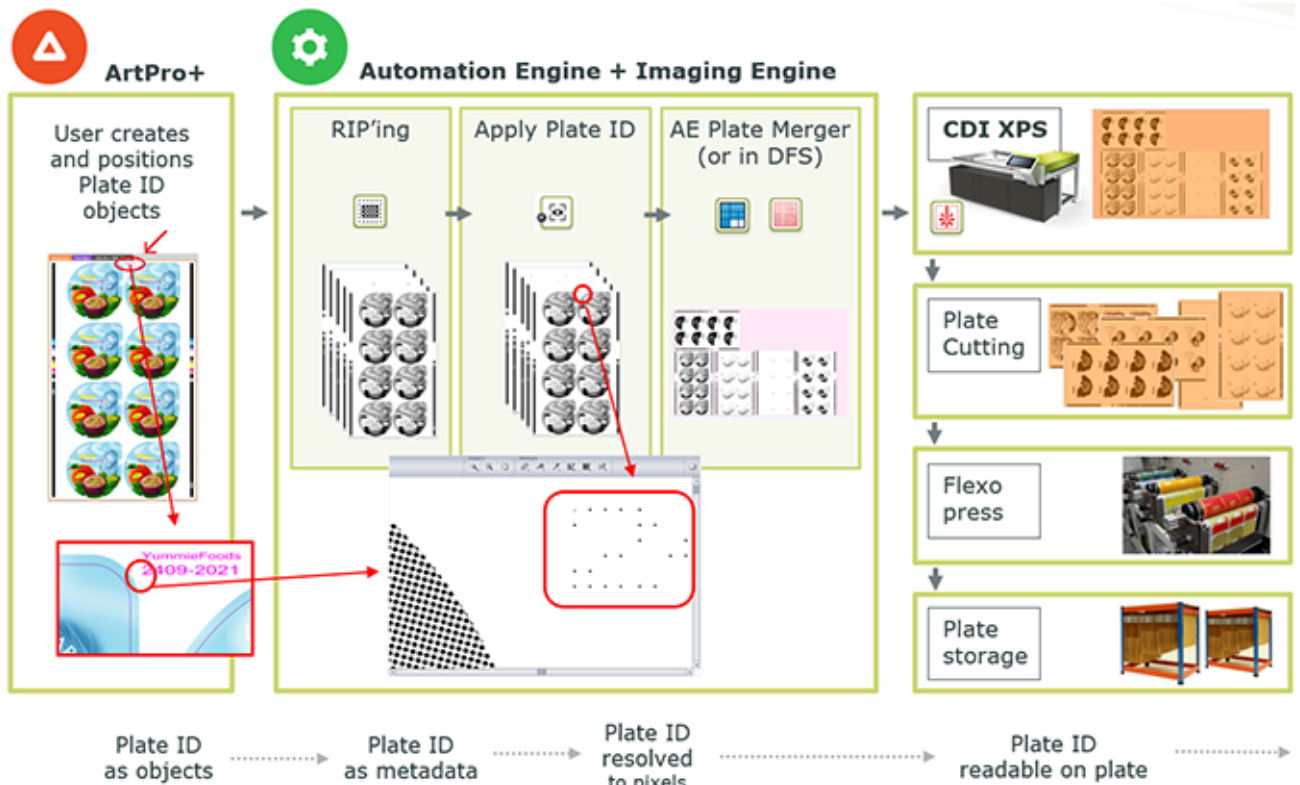 ArtPro+
Automation Engine + Imaging Engine
User creates
and positions
Plate ID
objects
YummieFoods
2409-2021
RIP'ing
Apply Plate ID
AE Plate Merger
(or in DFS)
CDI XPS
Plate
Cutting
Flexo
press
Plate
storage
Plate ID
as objects
Plate ID
as metadata
Plate ID
resolved
to pixels
Plate ID
readable on plate